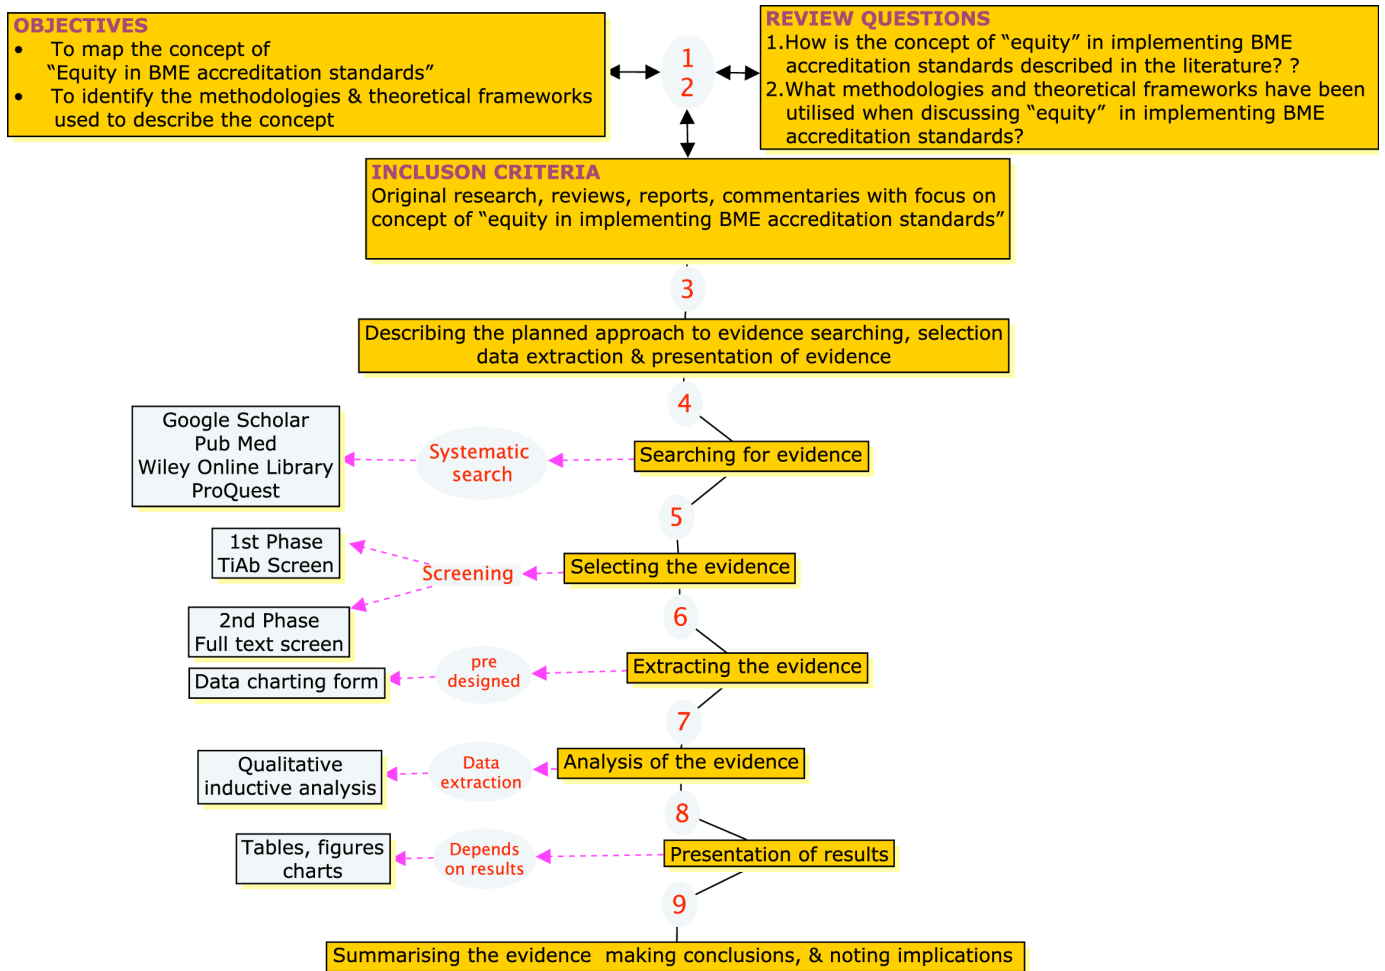 OBJECTIVES
• To map the concept of
“Equity in BME accreditation standards”
• To identify the methodologies & theoretical frameworks
used to describe the concept
1
2
REVIEW QUESTIONS
1.How is the concept of “equity” in implementing BME
accreditation standards described in the literature? ?
2.What methodologies and theoretical frameworks have been
utilised when discussing “equity” in implementing BME
accreditation standards?
INCLUSON CRITERIA
Original research, reviews, reports, commentaries with focus on
concept of “equity in implementing BME accreditation standards”
3
Describing the planned approach to evidence searching, selection
data extraction & presentation of evidence
4
Google Scholar
Pub Med
Wiley Online Library
ProQuest
Systematic
search
Searching for evidence
5
1st Phase
TiAb Screen
Screening
Selecting the evidence
2nd Phase
Full text screen
6
Data charting form
pre
designed
Extracting the evidence
7
Qualitative
inductive analysis
Data
extraction
Analysis of the evidence
8
Tables, figures
charts
Depends
on results
Presentation of results
9
Summarising the evidence making conclusions, & noting implications